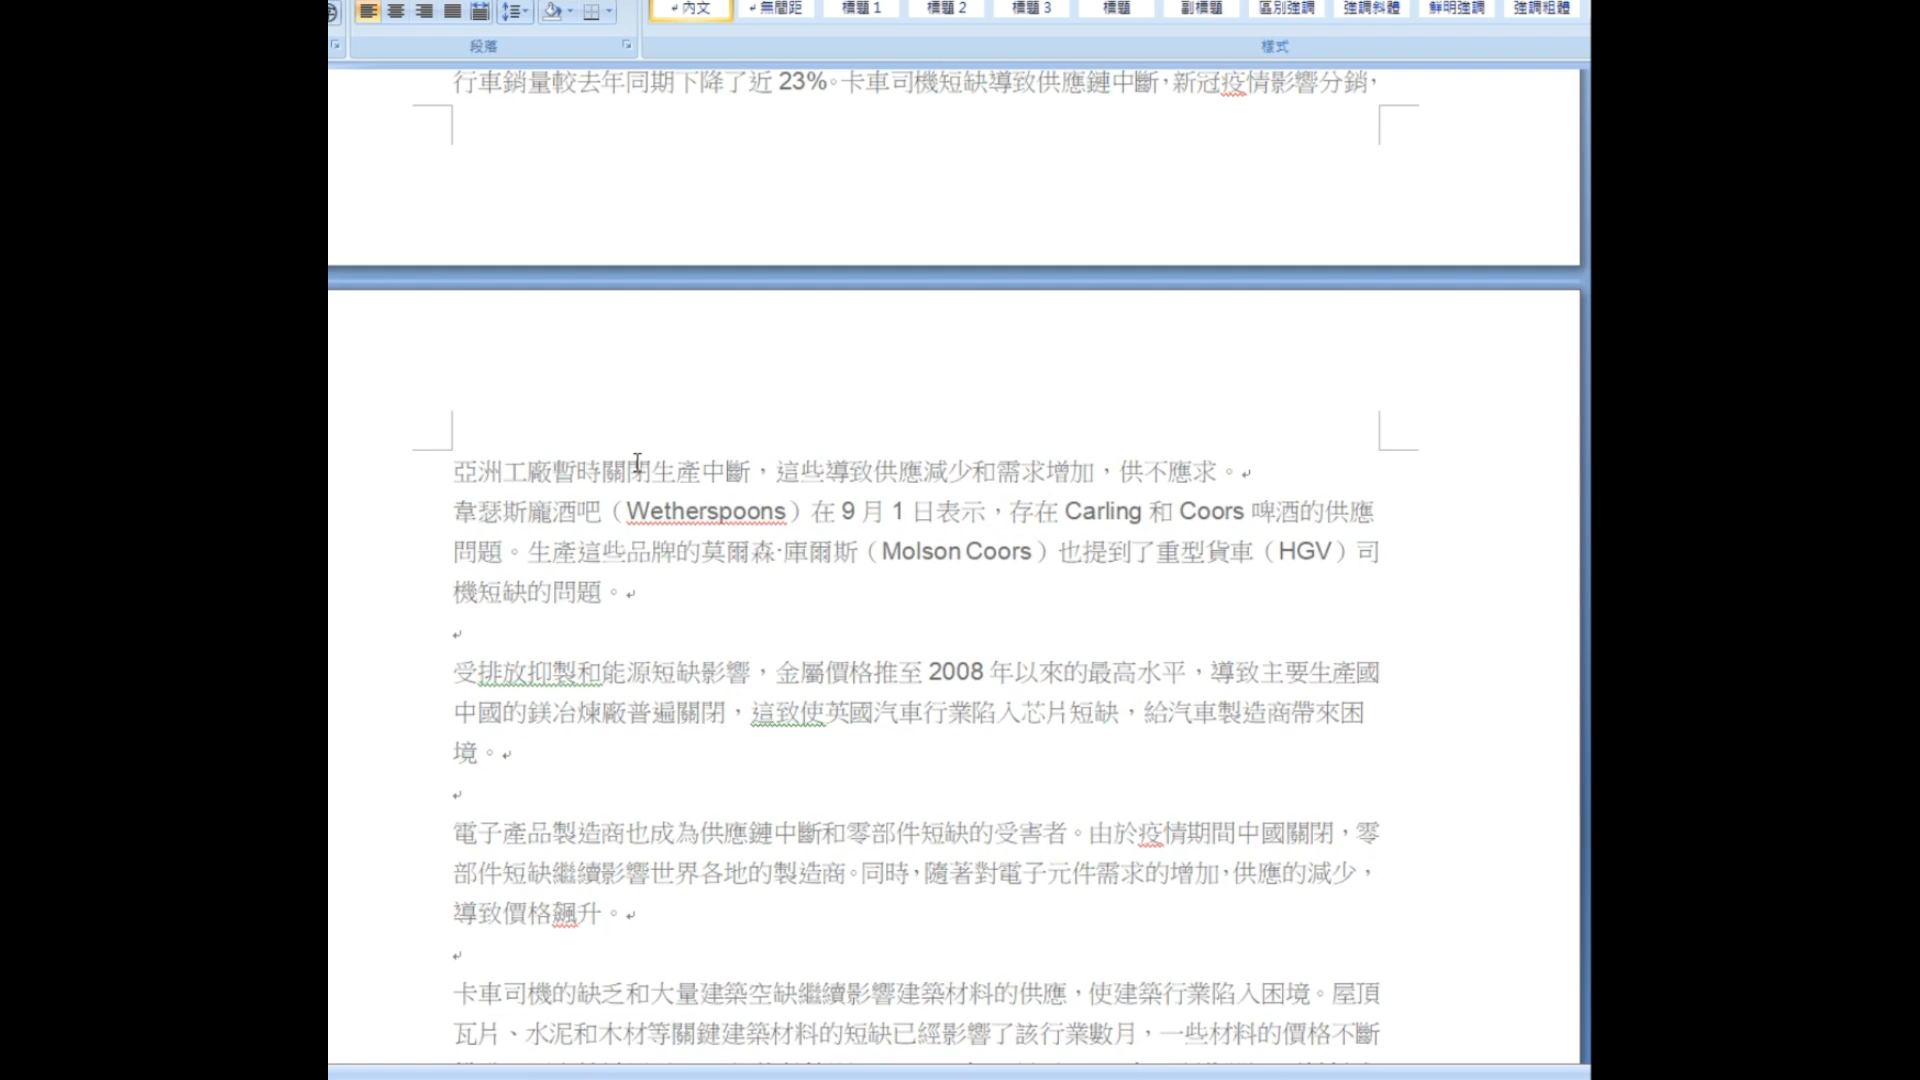 內文 無間距 標題 1 標題 2 標題 3 標題 副標題 區別強調 強調斜體 鮮明強調 強調粗體
段落 樣式
行車銷量較去年同期下降了近 23%。卡車司機短缺導致供應鏈中斷，新冠疫情影響分銷，
亞洲工廠暫時關閉生產中斷，這些導致供應減少和需求增加，供不應求。
韋瑟斯龐酒吧（Wetherspoons）在 9 月 1 日表示，存在 Carling 和 Coors 啤酒的供應
問題。生產這些品牌的莫爾森·庫爾斯（Molson Coors）也提到了重型貨車（HGV）司
機短缺的問題。
受排放抑製和能源短缺影響，金屬價格推至 2008 年以來的最高水平，導致主要生產國
中國的鎂冶煉廠普遍關閉，這致使英國汽車行業陷入芯片短缺，給汽車製造商帶來困
境。
電子產品製造商也成為供應鏈中斷和零部件短缺的受害者。由於疫情期間中國關閉，零
部件短缺繼續影響世界各地的製造商。同時，隨著對電子元件需求的增加，供應的減少，
導致價格飆升。
卡車司機的缺乏和大量建築空缺繼續影響建築材料的供應，使建築行業陷入困境。屋頂
瓦片、水泥和木材等關鍵建築材料的短缺已經影響了該行業數月，一些材料的價格不斷